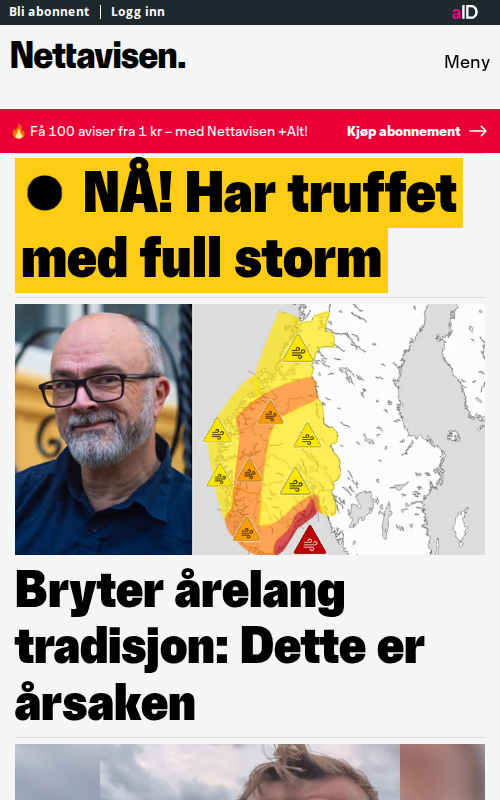 Bli abonnent Logg inn
aID
Nettavisen.
Meny
🔥 Få 100 aviser fra 1 kr – med Nettavisen +Alt! Kjøp abonnement →
● NÅ! Har truffet
med full storm
Bryter årelang
tradisjon: Dette er
årsaken